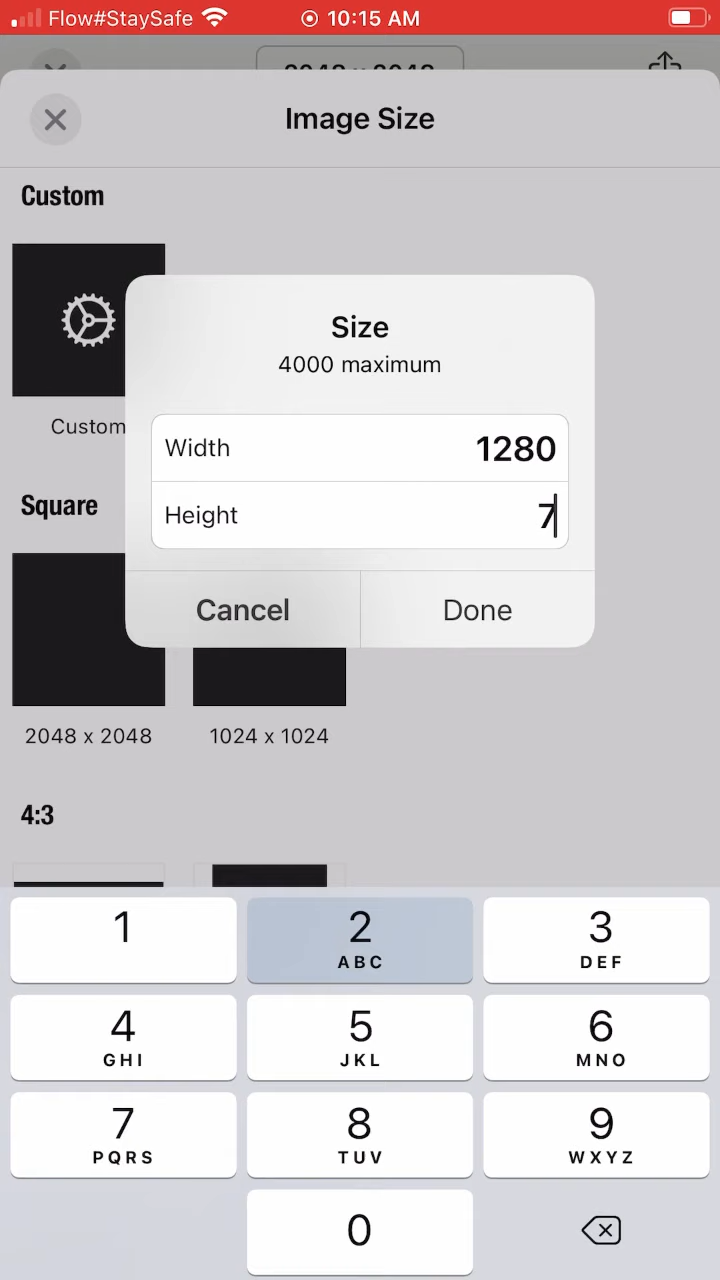 Flow#StaySafe 10:15 AM
2048 x 2048
Image Size
Custom
Custom
Size
4000 maximum
Width 1280
Height 7
Cancel Done
Square
2048 x 2048 1024 x 1024
4:3
1 2 ABC 3 DEF
4 GHI 5 JKL 6 MNO
7 PQRS 8 TUV 9 WXYZ
0